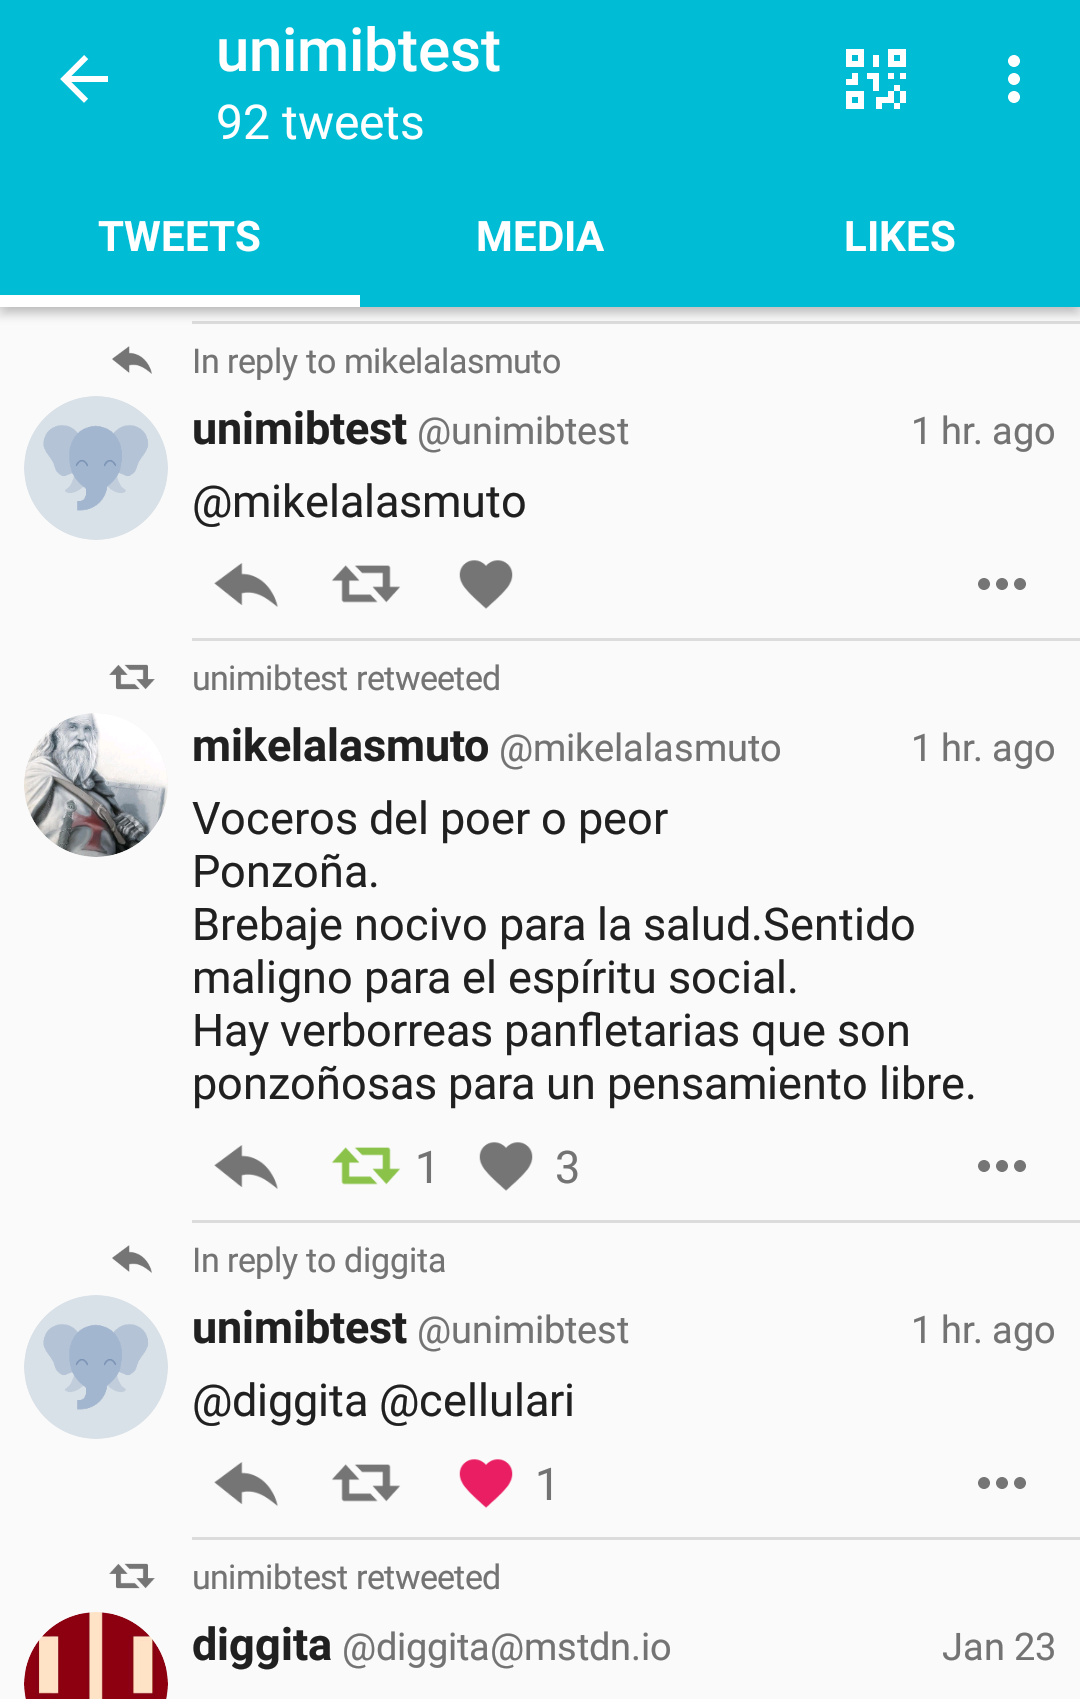 unimibtest
92 tweets
TWEETS MEDIA LIKES
In reply to mikelalasmuto
unimibtest @unimibtest 1 hr. ago
@mikelalasmuto
unimibtest retweeted
mikelalasmuto @mikelalasmuto 1 hr. ago
Voceros del poer o peor
Ponzoña.
Brebaje nocivo para la salud.Sentido
maligno para el espíritu social.
Hay verborreas panfletarias que son
ponzoñosas para un pensamiento libre.
1 3
In reply to diggita
unimibtest @unimibtest 1 hr. ago
@diggita @cellulari
1
unimibtest retweeted
diggita @diggita@mstdn.io Jan 23